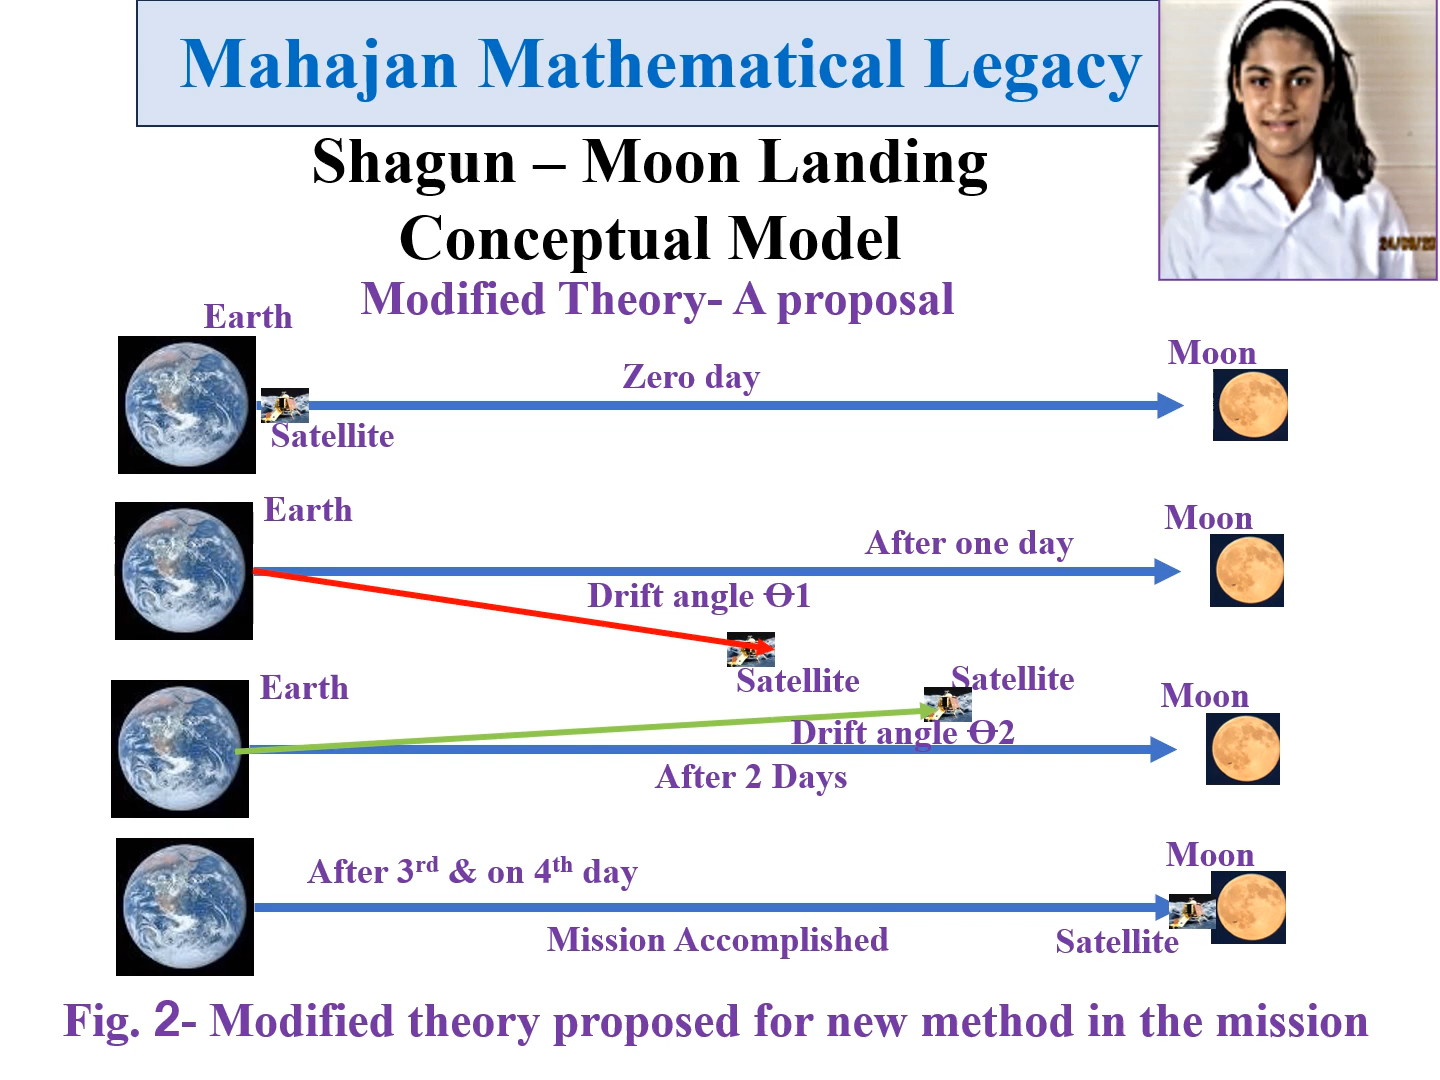 Mahajan Mathematical Legacy
Shagun – Moon Landing
Conceptual Model
Modified Theory- A proposal
Earth
Moon
Zero day
Satellite
Earth
Moon
After one day
Drift angle Ɵ1
Satellite
Satellite
Earth
Moon
Drift angle Ɵ2
After 2 Days
Moon
After 3rd & on 4th day
Mission Accomplished
Satellite
Fig. 2- Modified theory proposed for new method in the mission